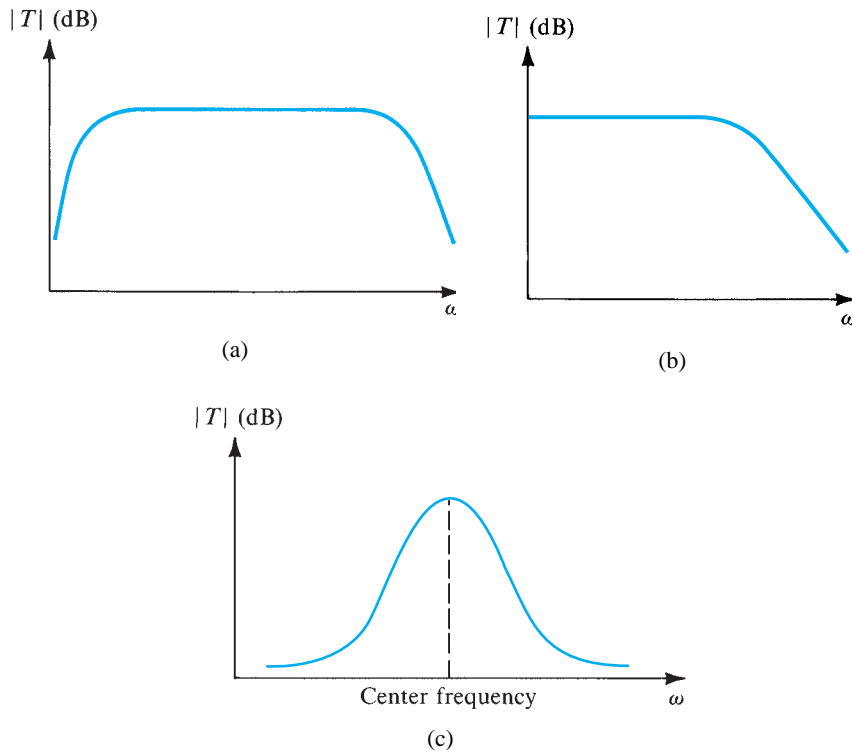 |T| (dB)
ω
(a)
|T| (dB)
ω
(b)
|T| (dB)
Center frequency
ω
(c)